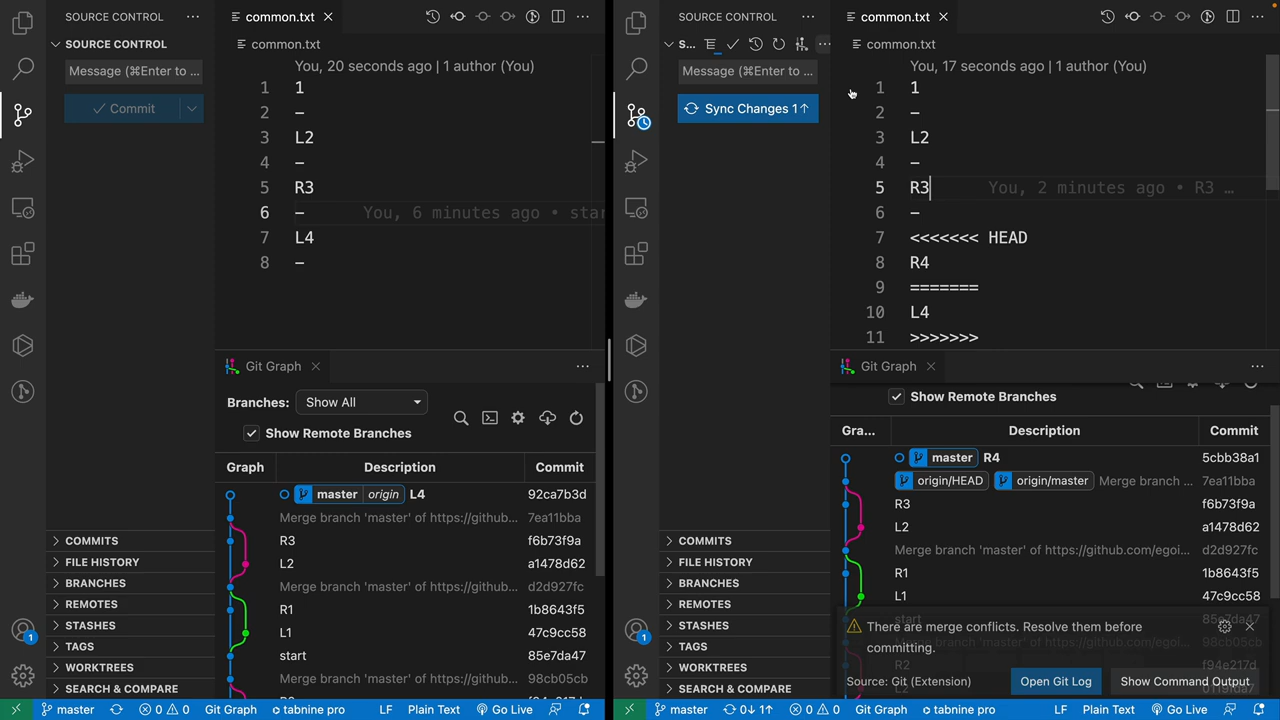 SOURCE CONTROL
SOURCE CONTROL
Message (⌘Enter to ...
Commit
common.txt
common.txt
You, 20 seconds ago | 1 author (You)
1 1
2 –
3 L2
4 –
5 R3
6 – You, 6 minutes ago • star
7 L4
8 –
Git Graph
Branches: Show All
Show Remote Branches
Graph Description Commit
master origin L4 92ca7b3d
Merge branch 'master' of https://github... 7ea11bba
R3 f6b73f9a
L2 a1478d62
Merge branch 'master' of https://github... d2d927fc
R1 1b8643f5
L1 47c9cc58
start 85e7da47
Merge branch 'master' of https://github... 98cb05cb
COMMITS
FILE HISTORY
BRANCHES
REMOTES
STASHES
TAGS
WORKTREES
SEARCH & COMPARE
1
master 0 0 Git Graph tabnine pro LF Plain Text Go Live
SOURCE CONTROL
S...
Message (⌘Enter to ...
Sync Changes 1↑
common.txt
common.txt
You, 17 seconds ago | 1 author (You)
1 1
2 –
3 L2
4 –
5 R3 You, 2 minutes ago • R3 ...
6 –
7 <<<<<<< HEAD
8 R4
9 =======
10 L4
11 >>>>>>>
Git Graph
Show Remote Branches
Gra... Description Commit
master R4 5cbb38a1
origin/HEAD origin/master Merge branch ... 7ea11bba
R3 f6b73f9a
L2 a1478d62
Merge branch 'master' of https://github.com/egoi... d2d927fc
R1 1b8643f5
L1 47c9cc58
start 85e7da47
98cb05cb
R2 f94e217d
L2
There are merge conflicts. Resolve them before
committing.
Source: Git (Extension) Open Git Log Show Command Output
COMMITS
FILE HISTORY
BRANCHES
REMOTES
STASHES
TAGS
WORKTREES
SEARCH & COMPARE
1
master 0↓ 1↑ 0 0 Git Graph tabnine pro LF Plain Text Go Live